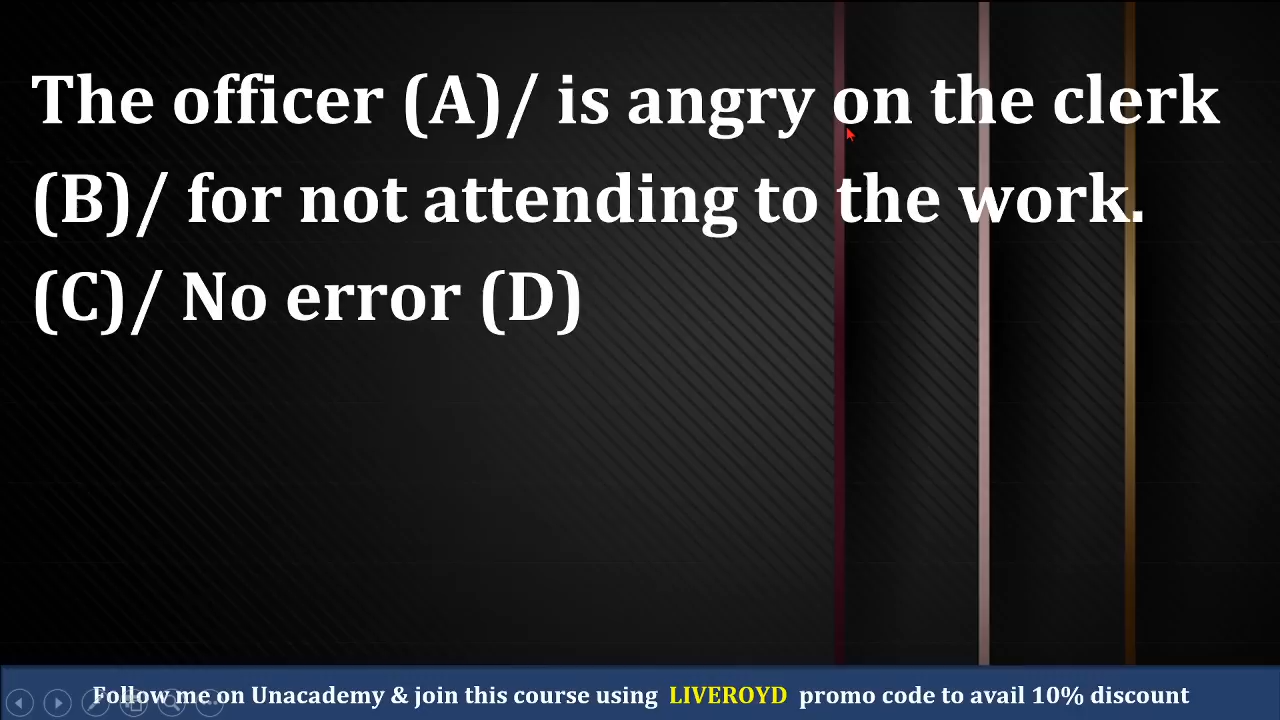 The officer (A)/ is angry on the clerk
(B)/ for not attending to the work.
(C)/ No error (D)
Follow me on Unacademy & join this course using LIVEROYD promo code to avail 10% discount